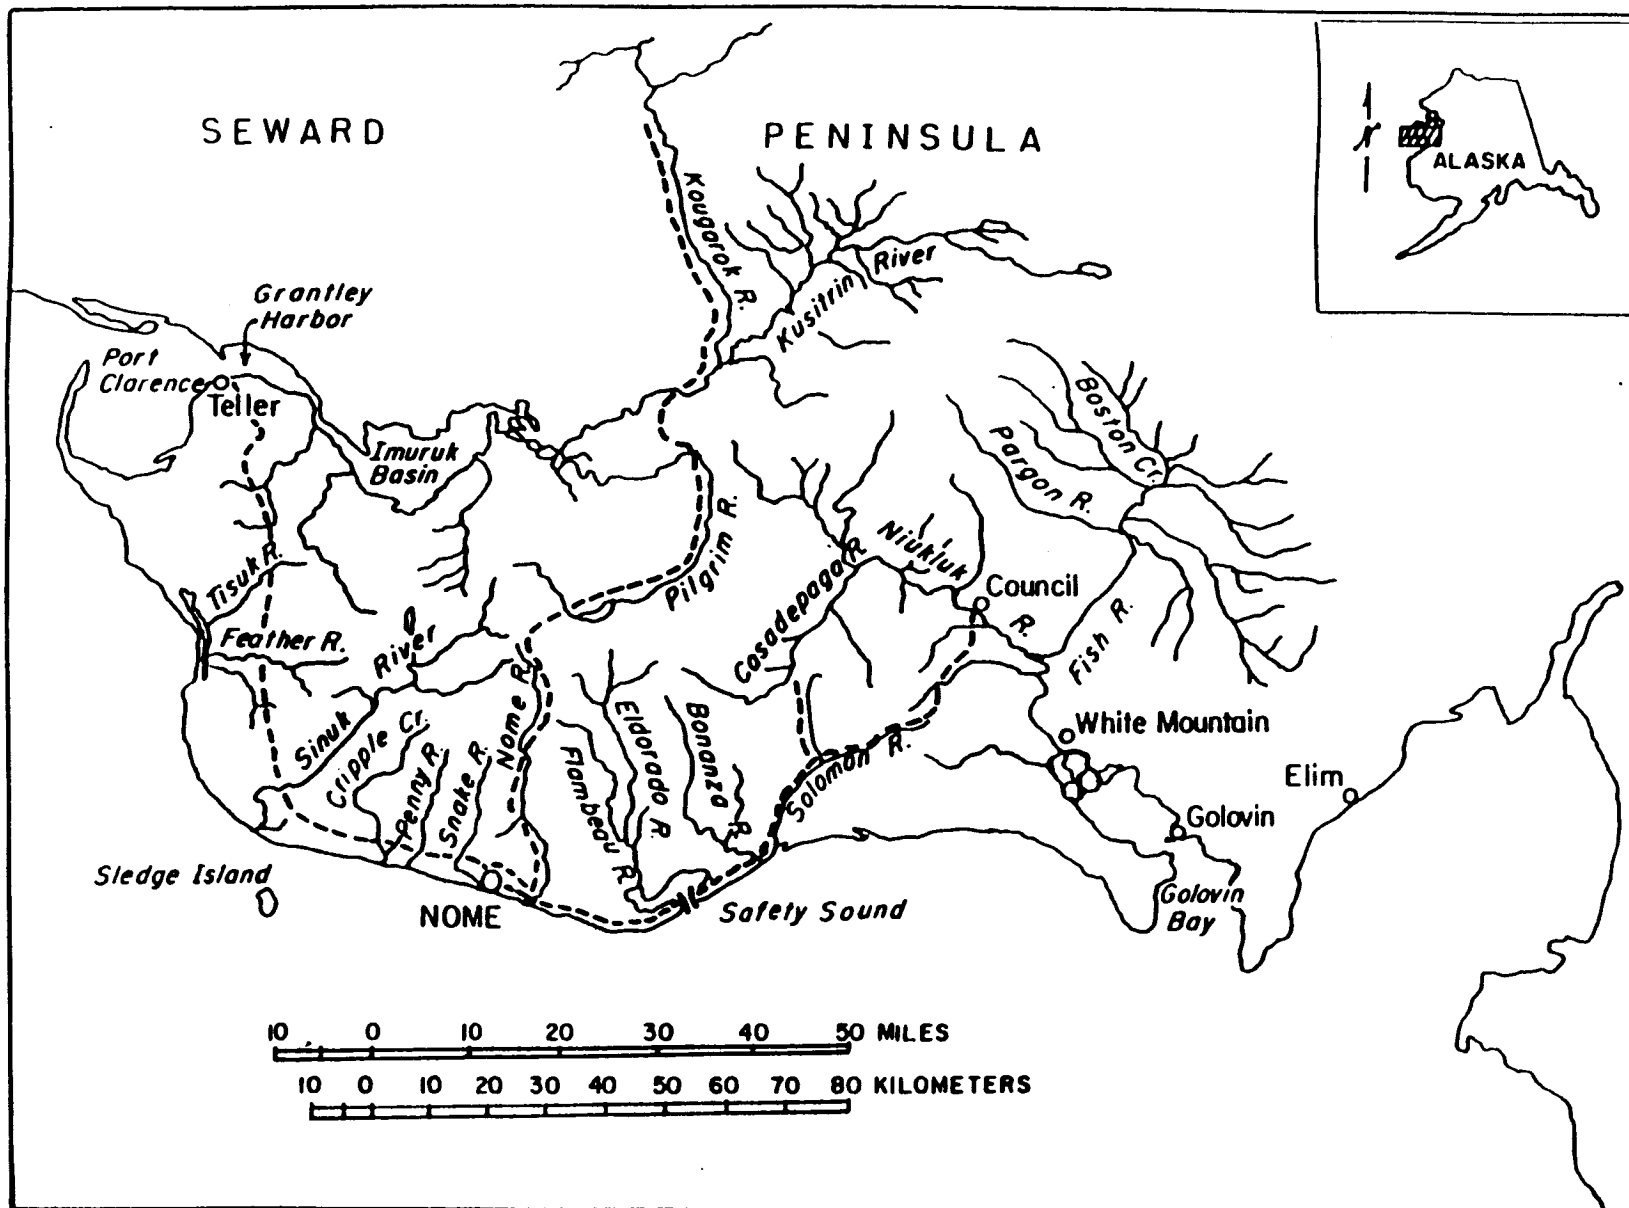 SEWARD PENINSULA
ALASKA
Kougarok R.
Kusitrin River
Grantley
Harbor
Port
Clarence
Teller
Imuruk
Basin
Boston Cr.
Pargon R.
Pilgrim R.
Niukluk R.
Casadepaga R.
Council
Tisuk R.
Feather R.
Fish R.
Sinuk River
Cripple Cr.
Penny R.
Snake R.
Nome R.
Flambeau R.
Eldorado R.
Bonanza R.
Solomon R.
White Mountain
Elim
Golovin
Golovin
Bay
Sledge Island
NOME
Safety Sound
10 0 10 20 30 40 50 MILES
10 0 10 20 30 40 50 60 70 80 KILOMETERS